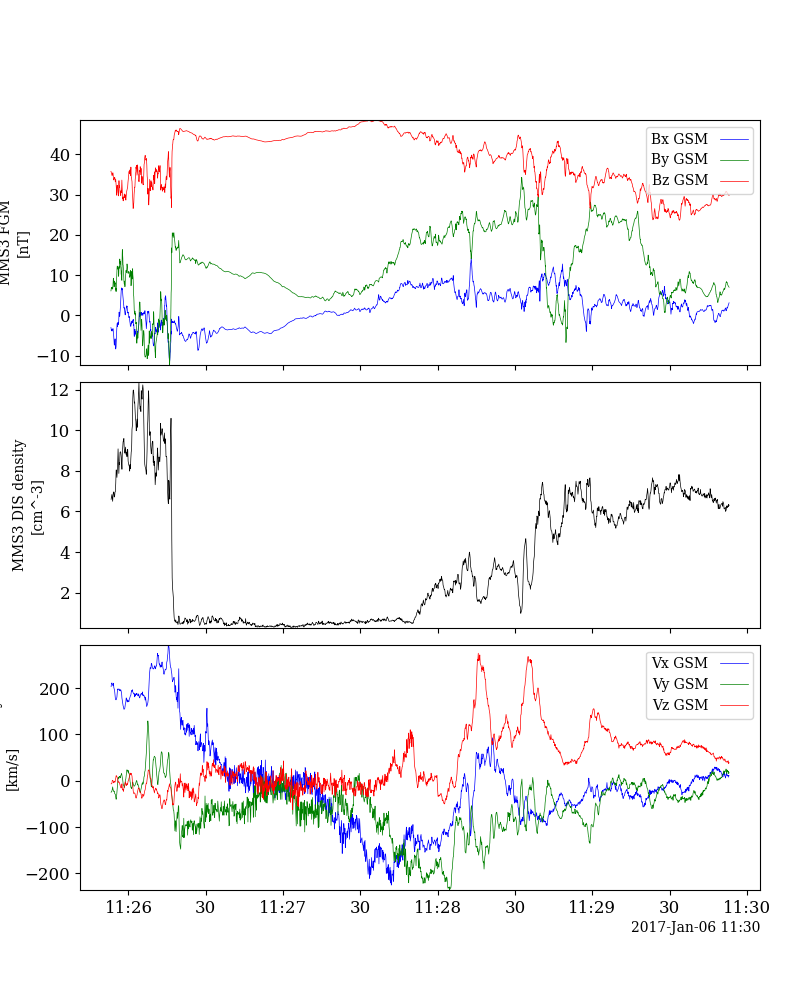 MMS3 FGM
[nT]
40
30
20
10
0
−10
Bx GSM
By GSM
Bz GSM
MMS3 DIS density
[cm^-3]
12
10
8
6
4
2
[km/s]
200
100
0
−100
−200
Vx GSM
Vy GSM
Vz GSM
11:26 30 11:27 30 11:28 30 11:29 30 11:30
2017-Jan-06 11:30